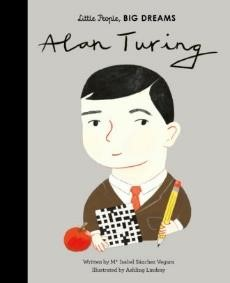 Little People, BIG DREAMS
Alan Turing
Written by Mª Isabel Sánchez Vegara
Illustrated by Ashling Lindsay